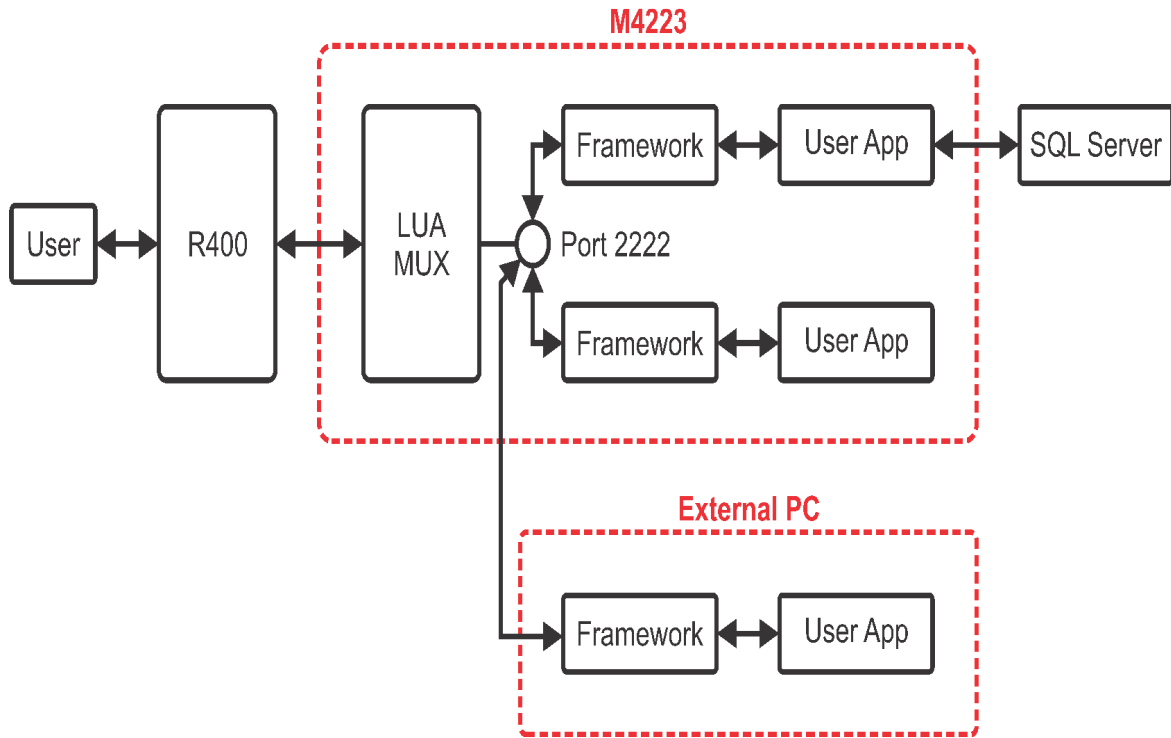 M4223
User
R400
LUA
MUX
Port 2222
Framework
User App
SQL Server
Framework
User App
External PC
Framework
User App